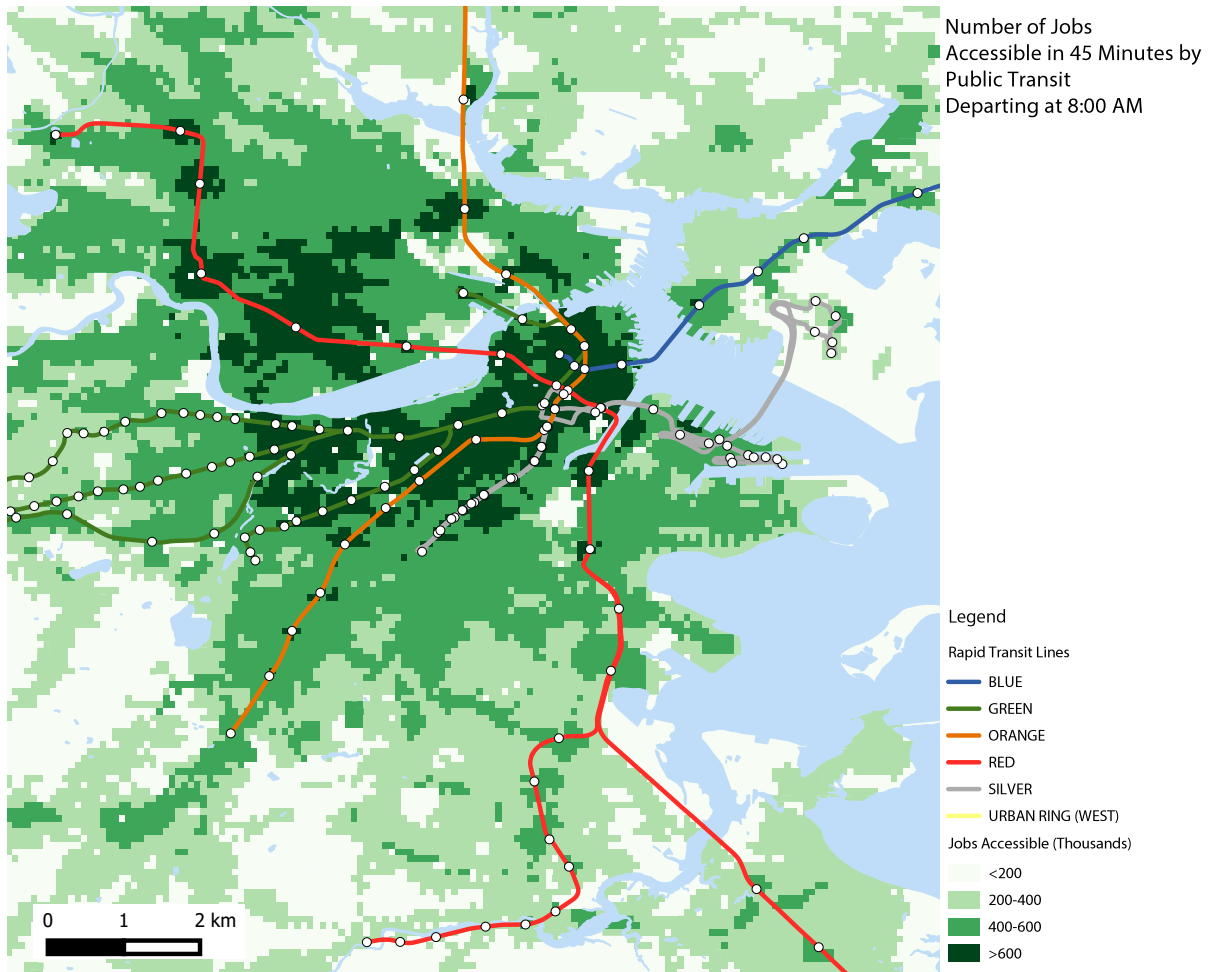 Number of Jobs
Accessible in 45 Minutes by
Public Transit
Departing at 8:00 AM
Legend
Rapid Transit Lines
BLUE
GREEN
ORANGE
RED
SILVER
URBAN RING (WEST)
Jobs Accessible (Thousands)
<200
200-400
400-600
>600
0 1 2 km